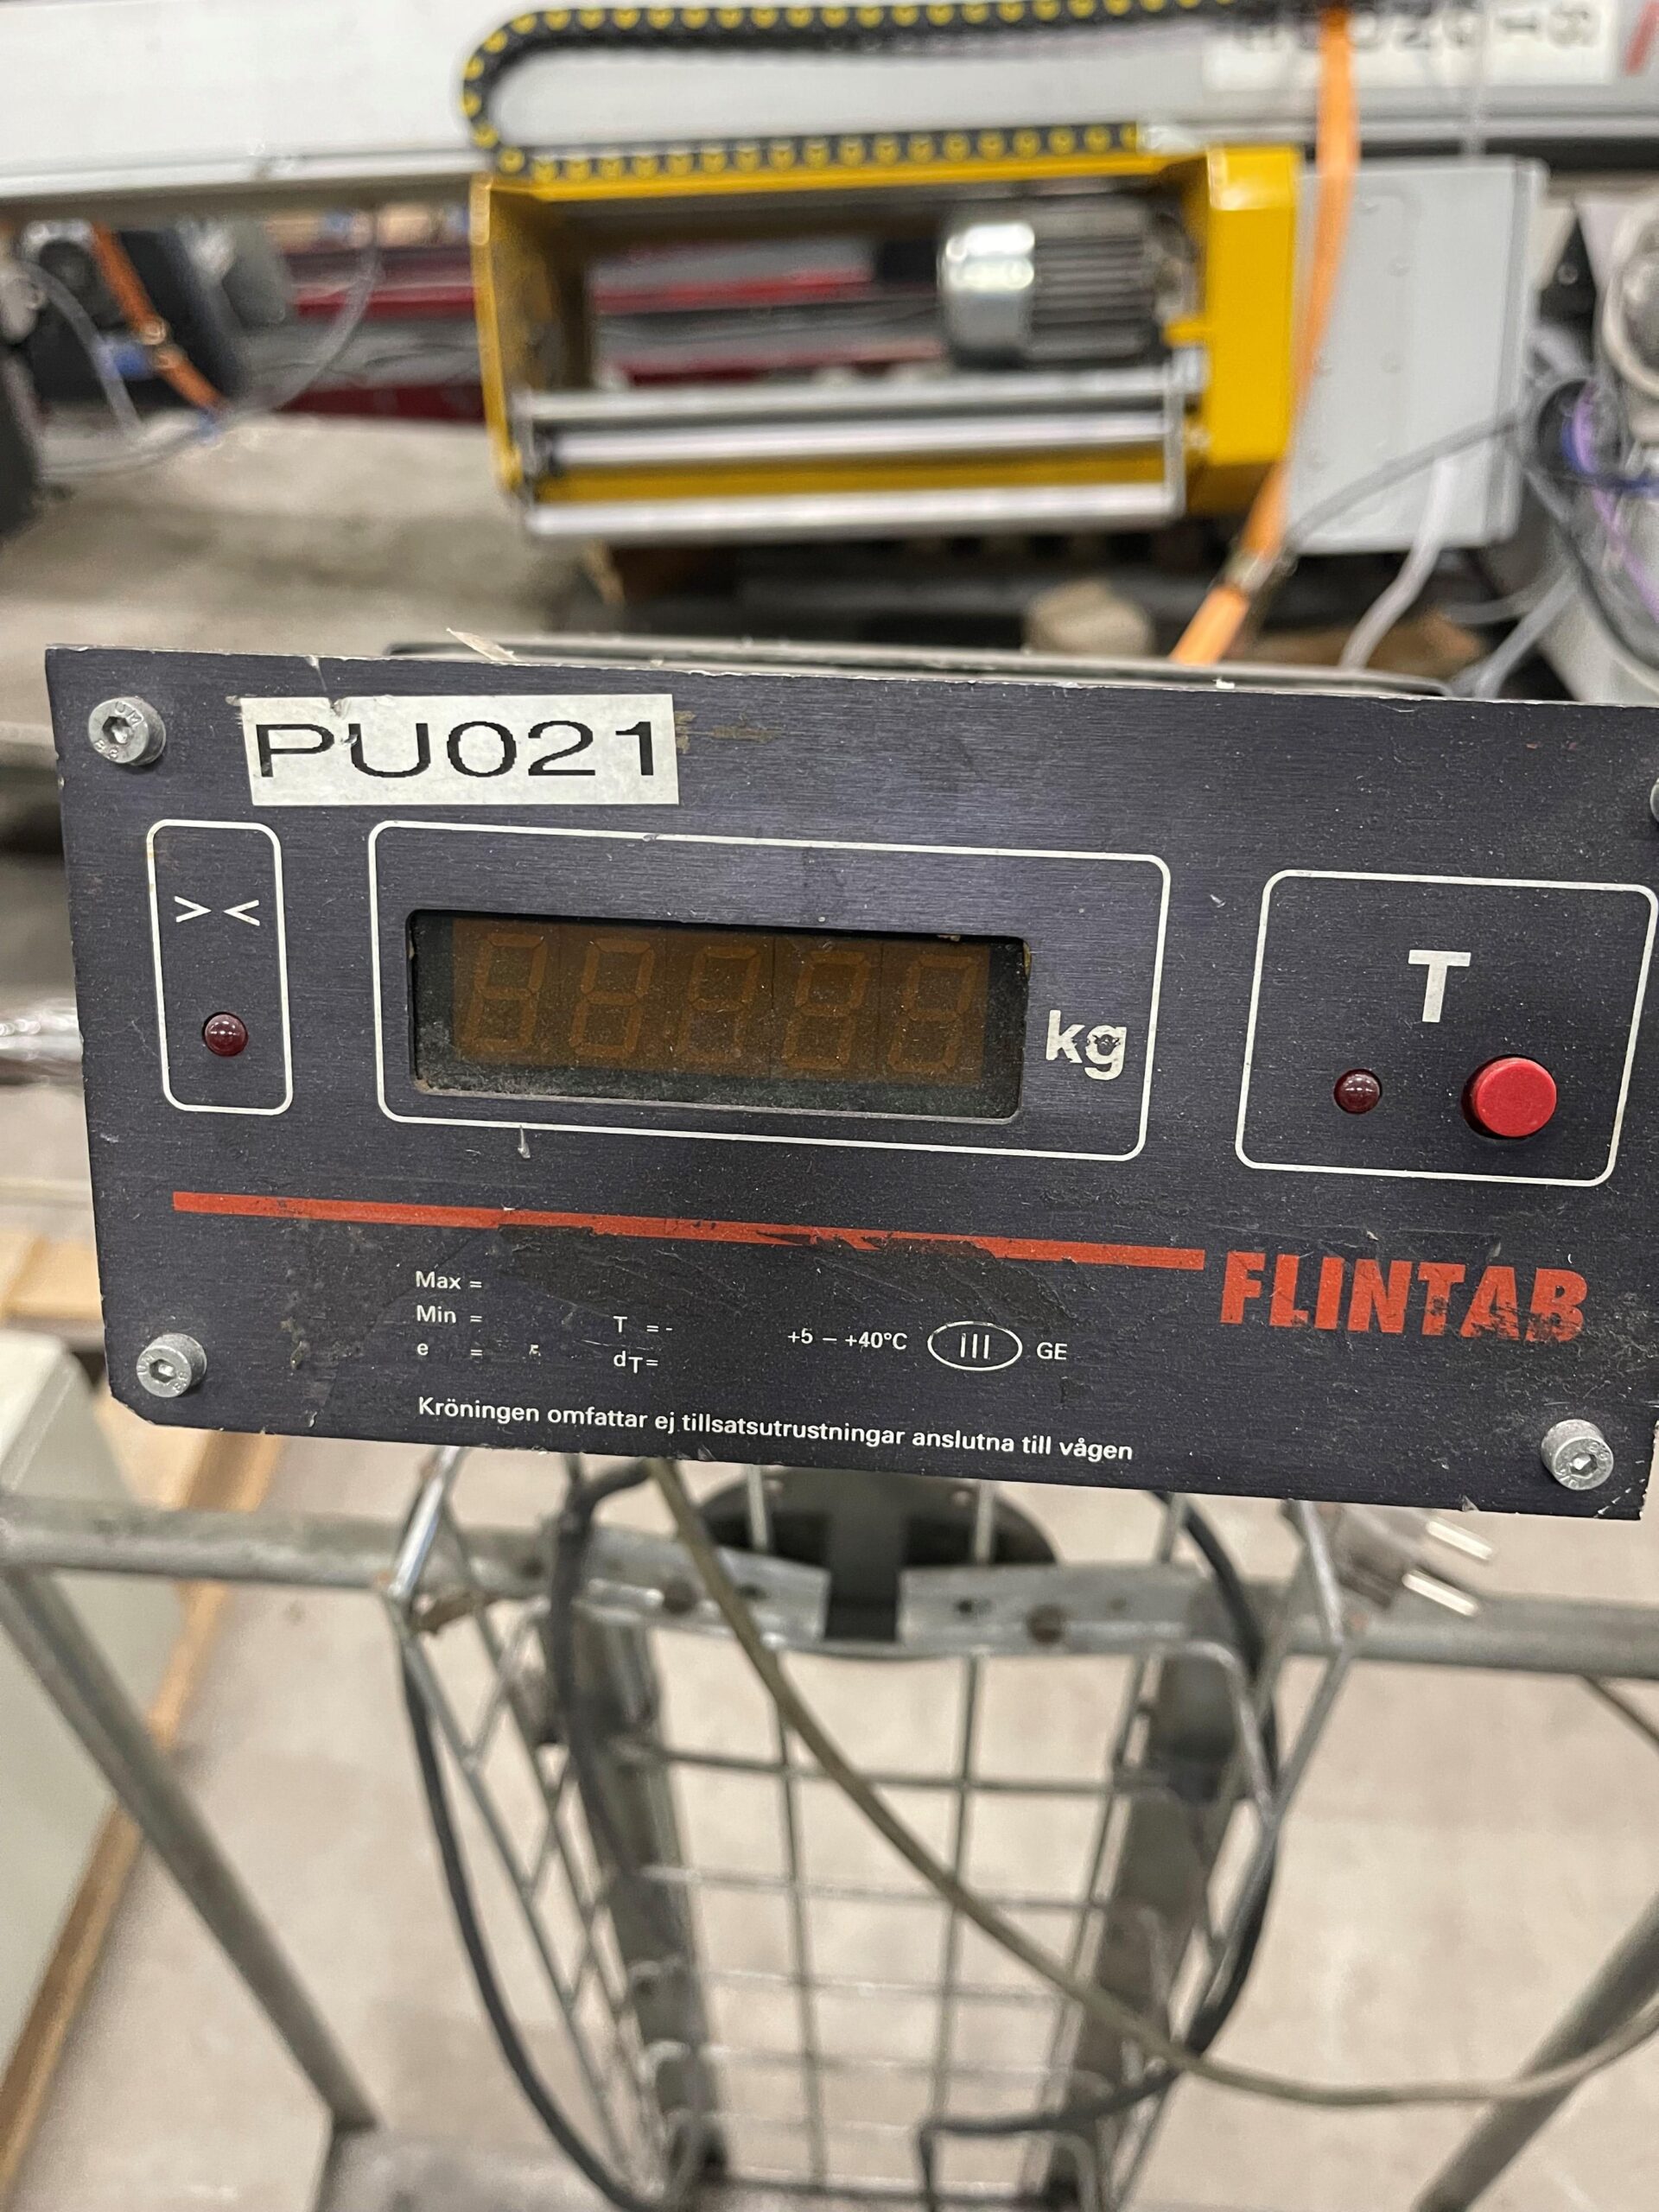 PU021
> <
kg
T
FLINTAB
Max =
Min =
e =
T = -
dT=
+5 – +40°C III GE
Kröningen omfattar ej tillsatsutrustningar anslutna till vågen